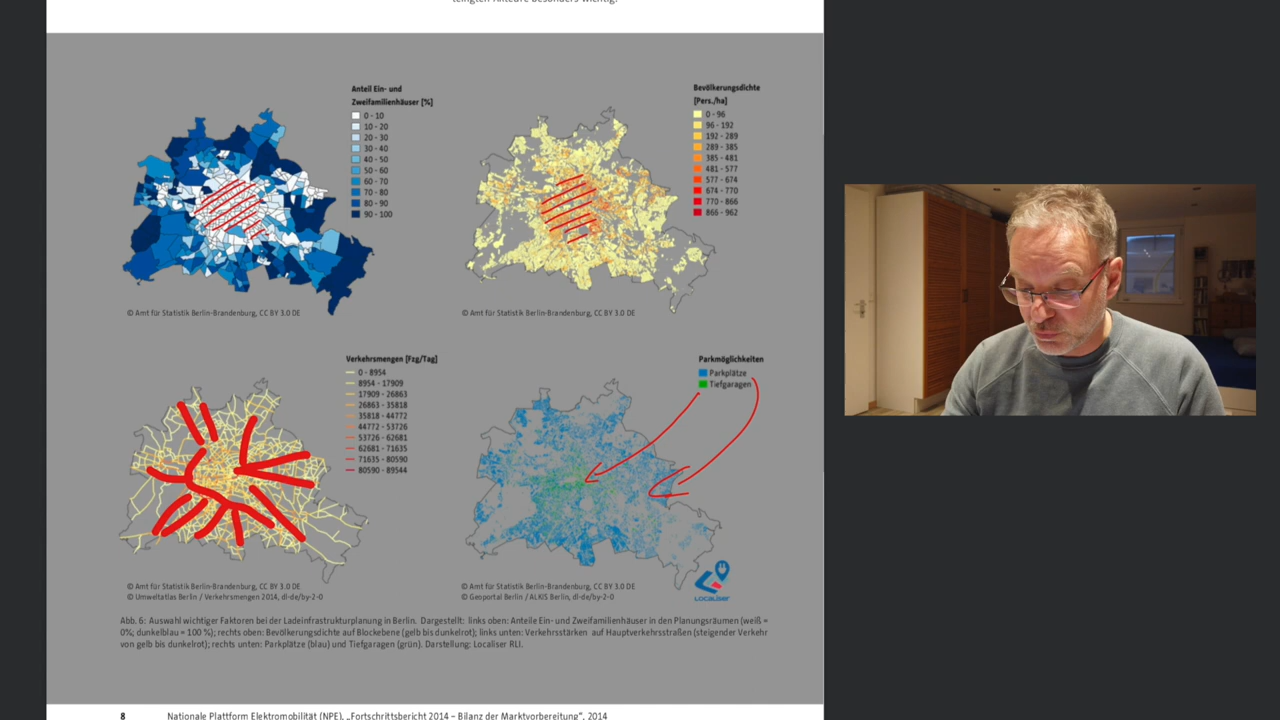 teiligten Akteure besonders wichtig.
Anteil Ein- und
Zweifamilienhäuser [%]
0 - 10
10 - 20
20 - 30
30 - 40
40 - 50
50 - 60
60 - 70
70 - 80
80 - 90
90 - 100
© Amt für Statistik Berlin-Brandenburg, CC BY 3.0 DE
Bevölkerungsdichte
[Pers./ha]
0 - 96
96 - 192
192 - 289
289 - 385
385 - 481
481 - 577
577 - 674
674 - 770
770 - 866
866 - 962
© Amt für Statistik Berlin-Brandenburg, CC BY 3.0 DE
Verkehrsmengen [Fzg/Tag]
0 - 8954
8954 - 17909
17909 - 26863
26863 - 35818
35818 - 44772
44772 - 53726
53726 - 62681
62681 - 71635
71635 - 80590
80590 - 89544
© Amt für Statistik Berlin-Brandenburg, CC BY 3.0 DE
© Umweltatlas Berlin / Verkehrsmengen 2014, dl-de/by-2-0
Parkmöglichkeiten
Parkplätze
Tiefgaragen
© Amt für Statistik Berlin-Brandenburg, CC BY 3.0 DE
© Geoportal Berlin / ALKIS Berlin, dl-de/by-2-0
LOCALISER
Abb. 6: Auswahl wichtiger Faktoren bei der Ladeinfrastrukturplanung in Berlin. Dargestellt: links oben: Anteile Ein- und Zweifamilienhäuser in den Planungsräumen (weiß =
0%; dunkelblau = 100 %); rechts oben: Bevölkerungsdichte auf Blockebene (gelb bis dunkelrot); links unten: Verkehrsstärken auf Hauptverkehrsstraßen (steigender Verkehr
von gelb bis dunkelrot); rechts unten: Parkplätze (blau) und Tiefgaragen (grün). Darstellung: Localiser RLI.
8 Nationale Plattform Elektromobilität (NPE), „Fortschrittsbericht 2014 – Bilanz der Marktvorbereitung“, 2014